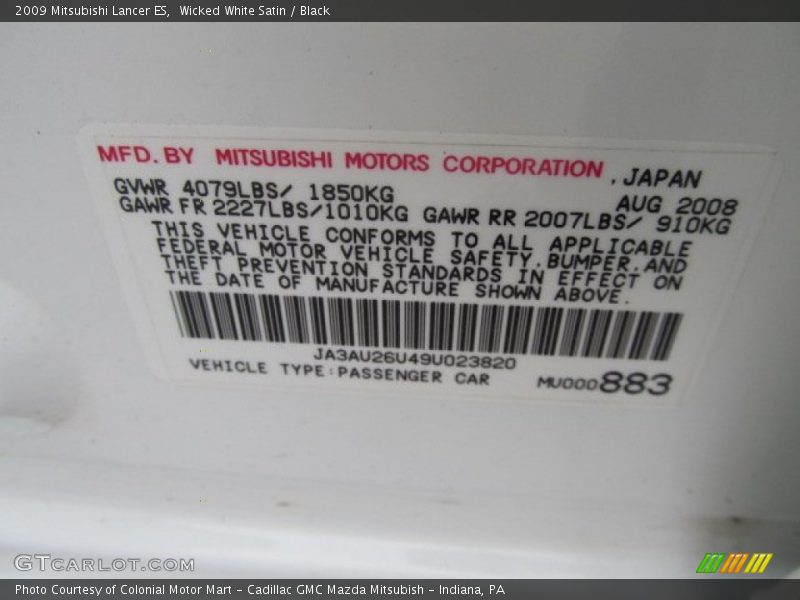 2009 Mitsubishi Lancer ES,  Wicked White Satin / Black
MFD. BY MITSUBISHI MOTORS CORPORATION , JAPAN
GVWR 4079LBS/ 1850KG AUG 2008
GAWR FR 2227LBS/1010KG GAWR RR 2007LBS/ 910KG
THIS VEHICLE CONFORMS TO ALL APPLICABLE
FEDERAL MOTOR VEHICLE SAFETY, BUMPER, AND
THEFT PREVENTION STANDARDS IN EFFECT ON
THE DATE OF MANUFACTURE SHOWN ABOVE.
JA3AU26U49U023820
VEHICLE TYPE:PASSENGER CAR MU000883
GTCARLOT.COM
Photo Courtesy of Colonial Motor Mart - Cadillac GMC Mazda Mitsubish - Indiana, PA